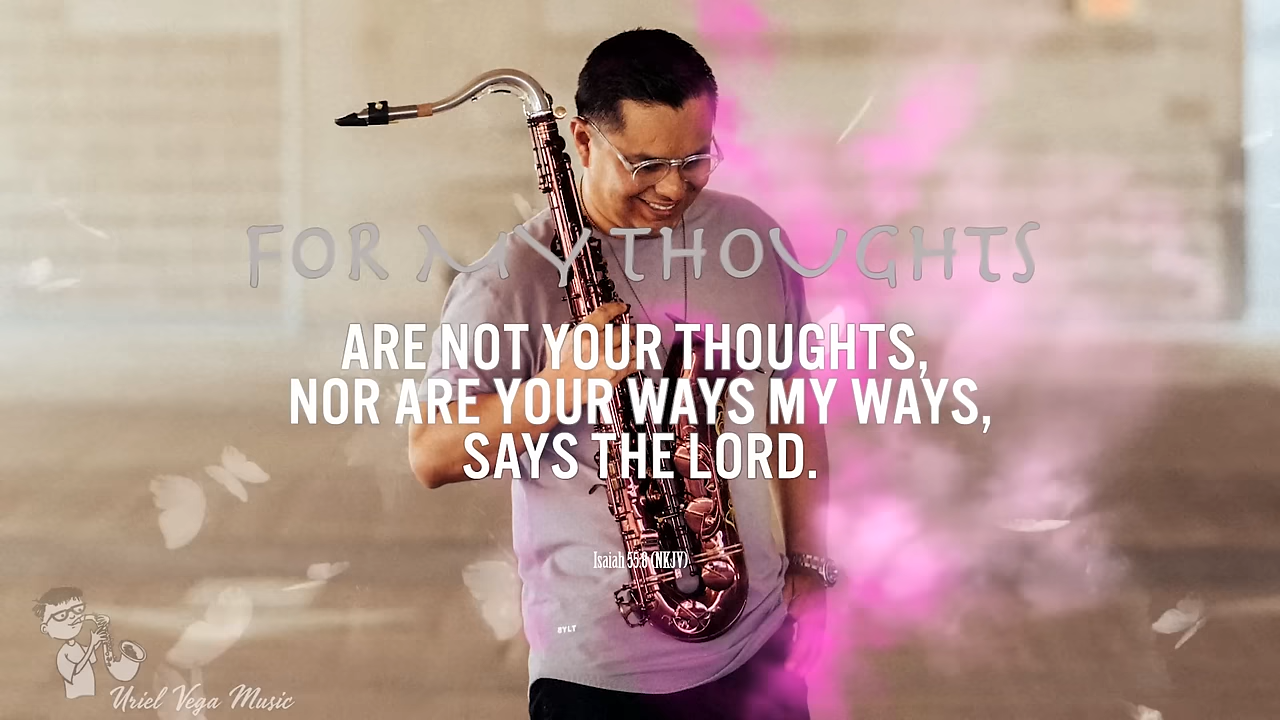 FOR MY THOUGHTS
ARE NOT YOUR THOUGHTS,
NOR ARE YOUR WAYS MY WAYS,
SAYS THE LORD.
Isaiah 55:8 (NKJV)
BYLT
Uriel Vega Music